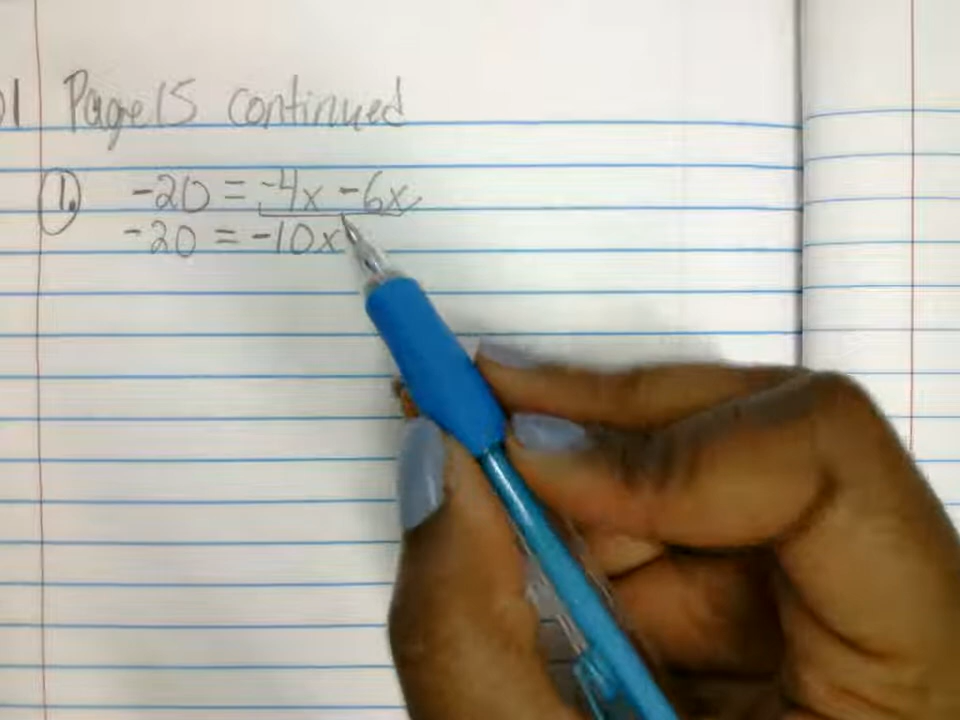 Page 15 continued
1. -20 = -4x - 6x
-20 = -10x